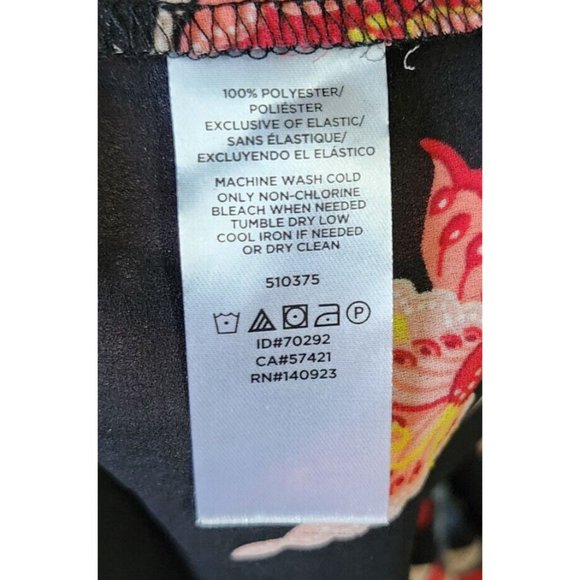 100% POLYESTER/
POLIÉSTER
EXCLUSIVE OF ELASTIC/
SANS ÉLASTIQUE/
EXCLUYENDO EL ELÁSTICO
MACHINE WASH COLD
ONLY NON-CHLORINE
BLEACH WHEN NEEDED
TUMBLE DRY LOW
COOL IRON IF NEEDED
OR DRY CLEAN
510375
P
ID#70292
CA#57421
RN#140923